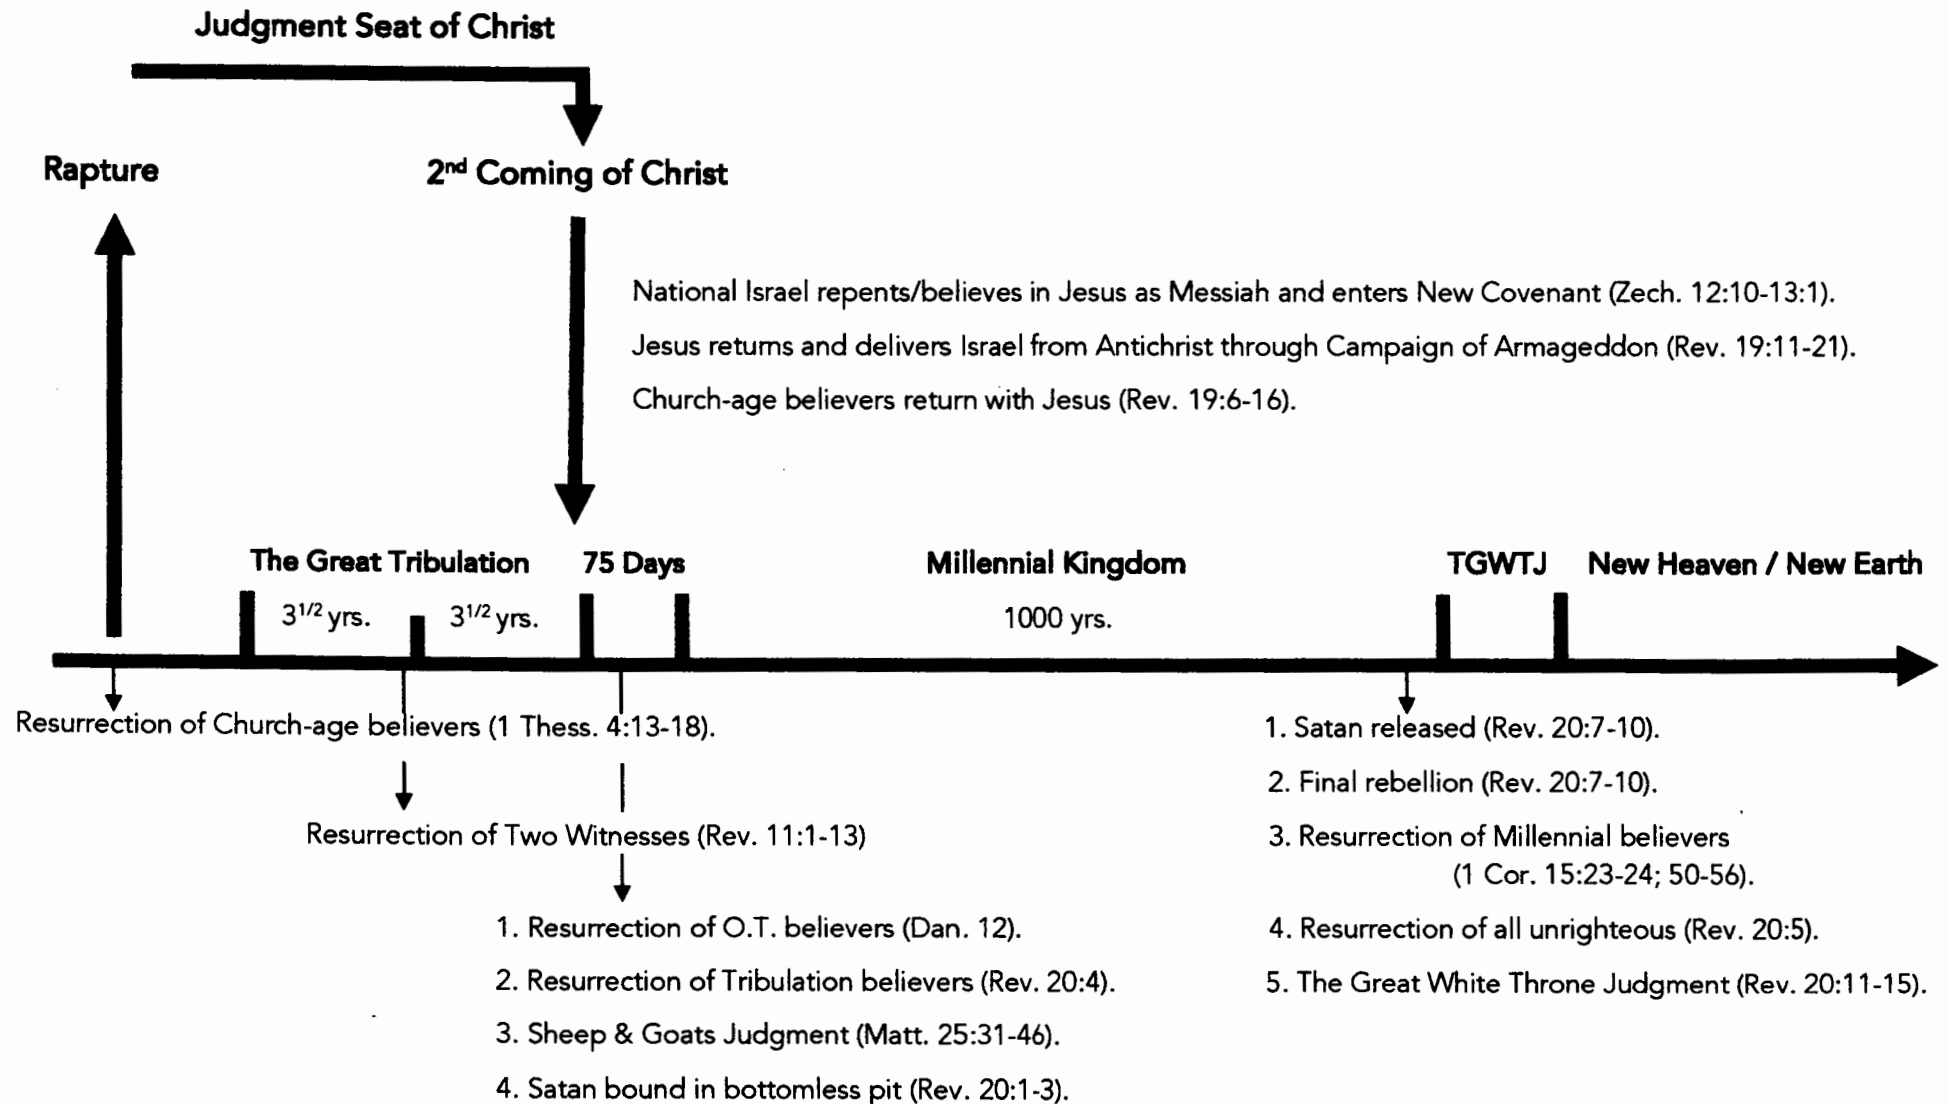 Judgment Seat of Christ
Rapture
2nd Coming of Christ
National Israel repents/believes in Jesus as Messiah and enters New Covenant (Zech. 12:10-13:1).
Jesus returns and delivers Israel from Antichrist through Campaign of Armageddon (Rev. 19:11-21).
Church-age believers return with Jesus (Rev. 19:6-16).
The Great Tribulation
75 Days
Millennial Kingdom
TGWTJ
New Heaven / New Earth
3 1/2 yrs.
3 1/2 yrs.
1000 yrs.
Resurrection of Church-age believers (1 Thess. 4:13-18).
Resurrection of Two Witnesses (Rev. 11:1-13)
1. Resurrection of O.T. believers (Dan. 12).
2. Resurrection of Tribulation believers (Rev. 20:4).
3. Sheep & Goats Judgment (Matt. 25:31-46).
4. Satan bound in bottomless pit (Rev. 20:1-3).
1. Satan released (Rev. 20:7-10).
2. Final rebellion (Rev. 20:7-10).
3. Resurrection of Millennial believers
(1 Cor. 15:23-24; 50-56).
4. Resurrection of all unrighteous (Rev. 20:5).
5. The Great White Throne Judgment (Rev. 20:11-15).